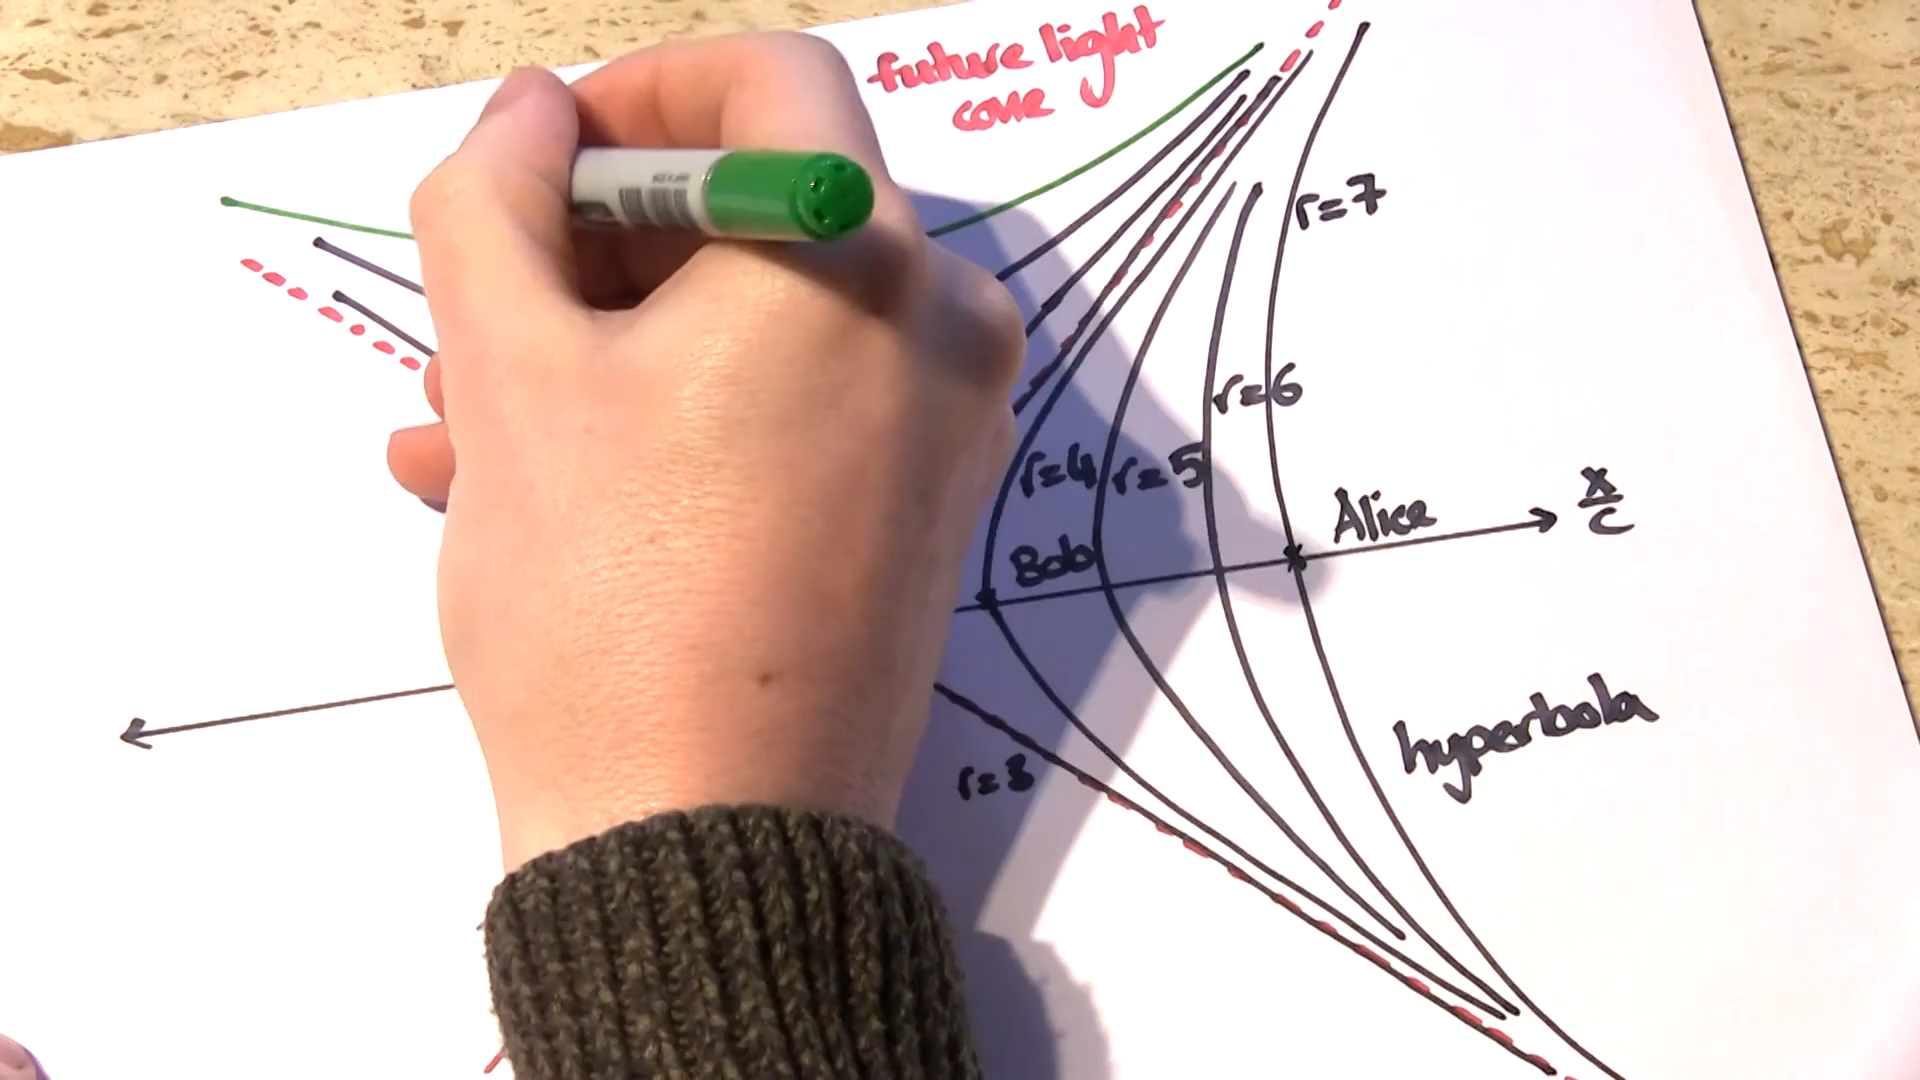 future light
cone
r=7
r=6
r=4
r=5
x/c
Alice
Bob
hyperbola
r=3